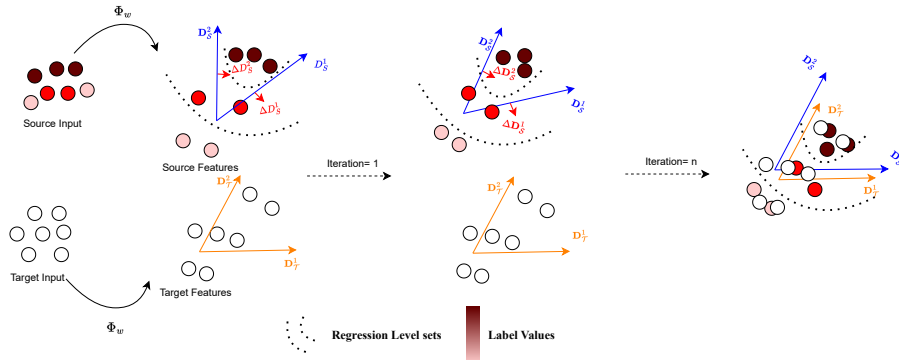 Φ_w
Source Input
D_S^2
D_S^1
ΔD_S^2
ΔD_S^1
Source Features
Iteration= 1
D_S^2
D_S^1
ΔD_S^2
ΔD_S^1
Iteration= n
D_S^2
D_T^2
D_T^1
Target Input
Φ_w
D_T^2
D_T^1
Target Features
D_T^2
D_T^1
Regression Level sets
Label Values